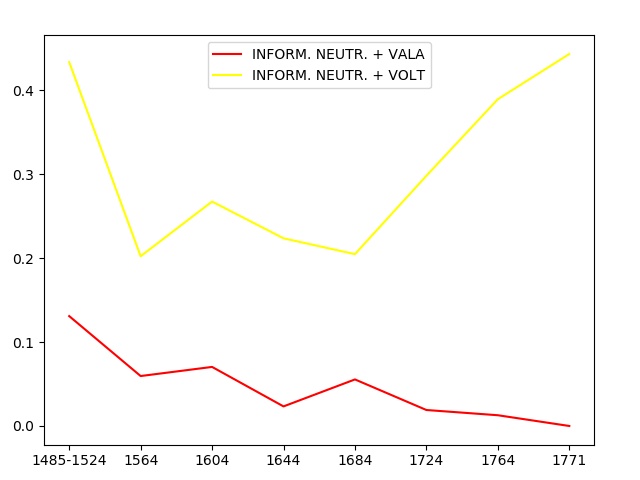 INFORM. NEUTR. + VALA
INFORM. NEUTR. + VOLT
0.4
0.3
0.2
0.1
0.0
1485-1524 1564 1604 1644 1684 1724 1764 1771